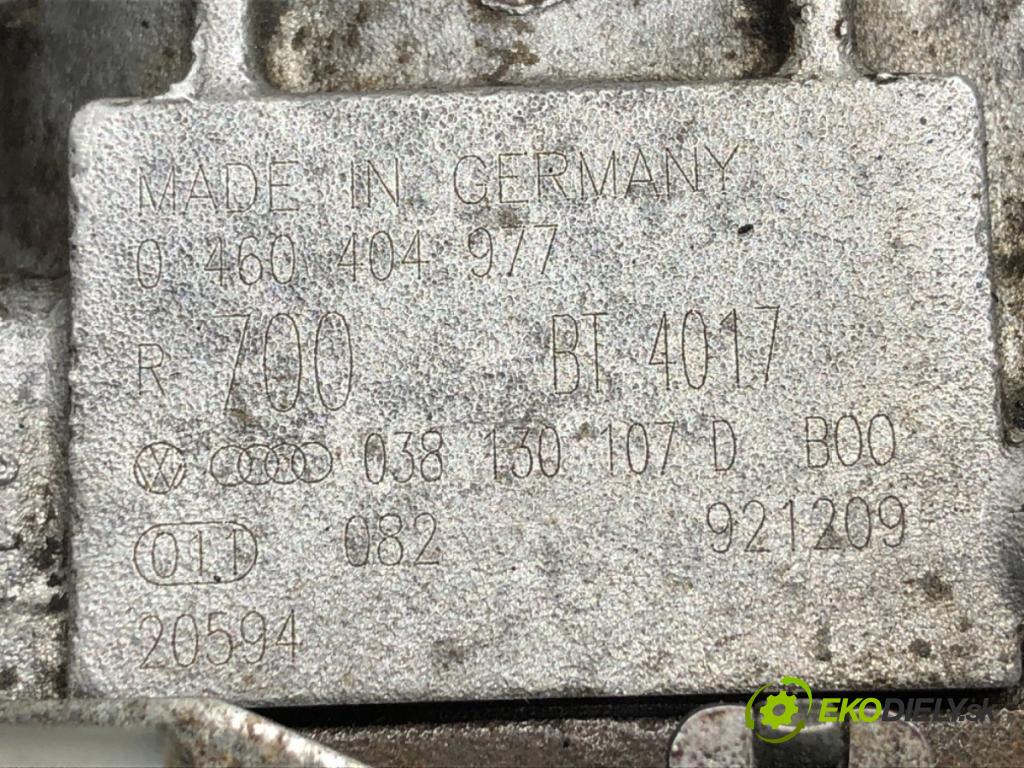 MADE IN GERMANY
0 460 404 977
R 700 BT 4017
VW 038 130 107 D B00
011 082 921209
20594
EKODIELY.sk